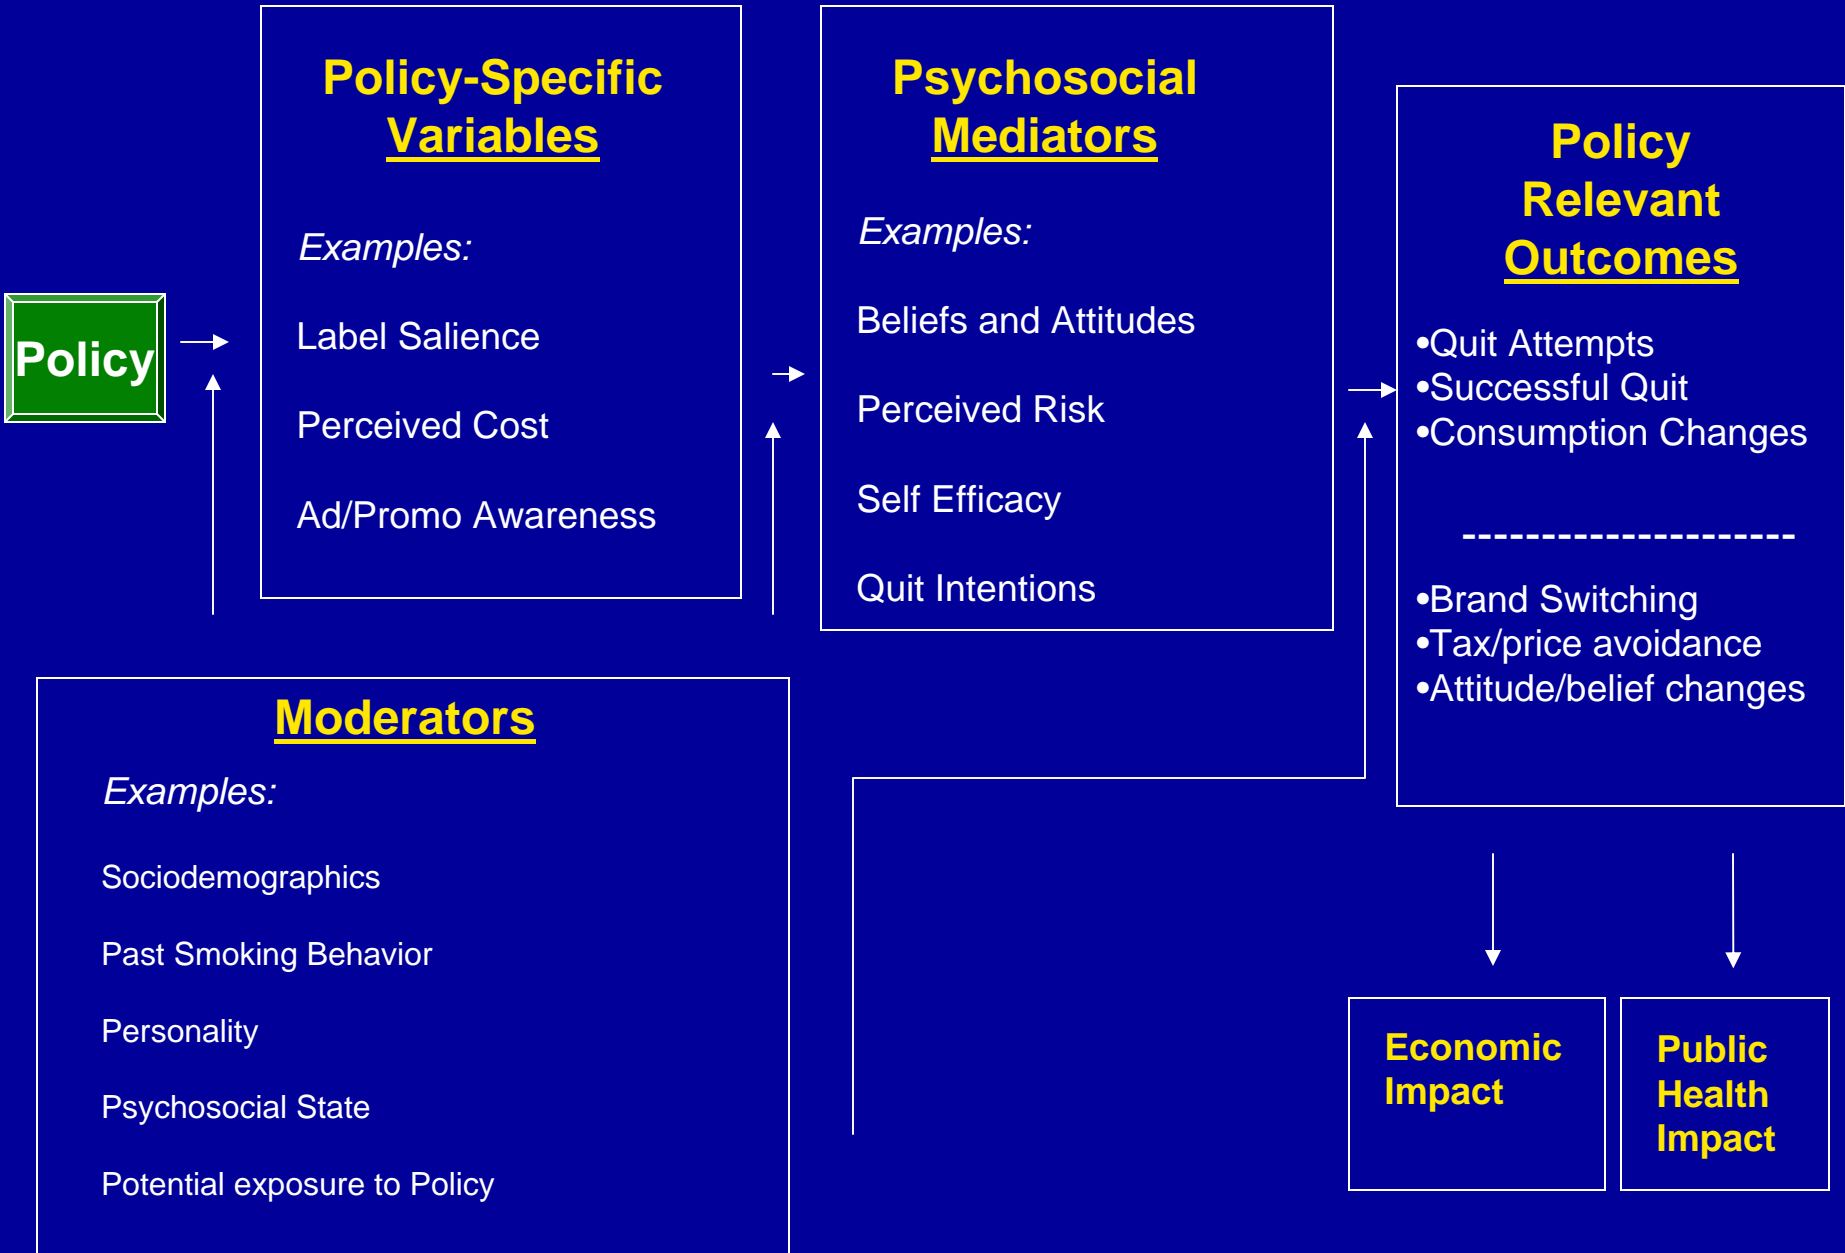 Policy
Policy-Specific
Variables
Examples:
Label Salience
Perceived Cost
Ad/Promo Awareness
Psychosocial
Mediators
Examples:
Beliefs and Attitudes
Perceived Risk
Self Efficacy
Quit Intentions
Policy
Relevant
Outcomes
•Quit Attempts
•Successful Quit
•Consumption Changes
---------------------
•Brand Switching
•Tax/price avoidance
•Attitude/belief changes
Moderators
Examples:
Sociodemographics
Past Smoking Behavior
Personality
Psychosocial State
Potential exposure to Policy
Economic
Impact
Public
Health
Impact